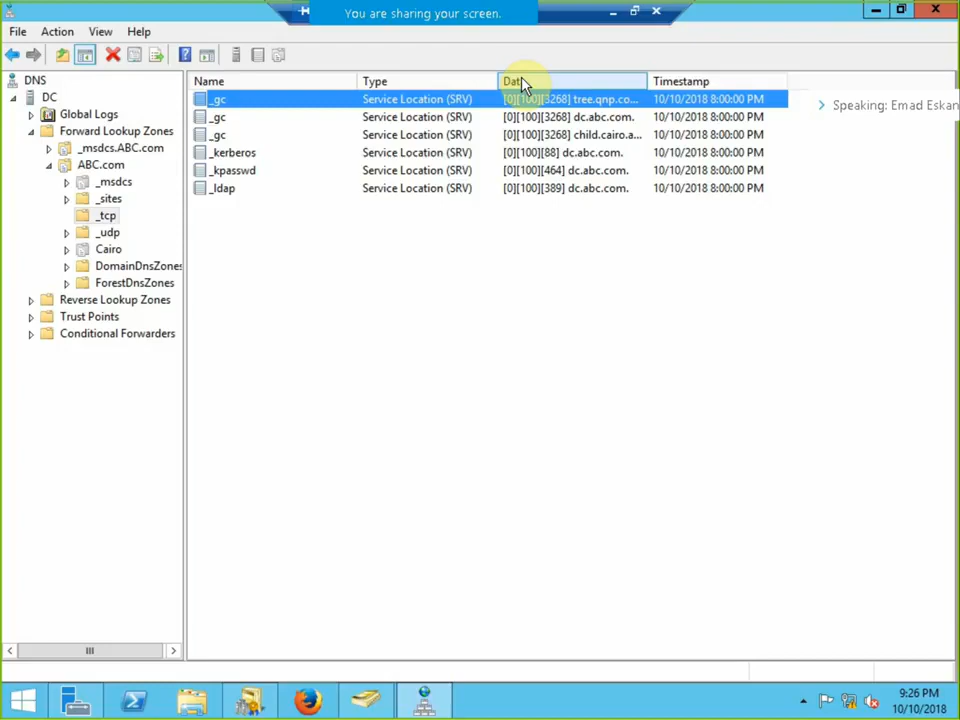 You are sharing your screen.
File Action View Help
DNS
DC
Global Logs
Forward Lookup Zones
_msdcs.ABC.com
ABC.com
_msdcs
_sites
_tcp
_udp
Cairo
DomainDnsZones
ForestDnsZones
Reverse Lookup Zones
Trust Points
Conditional Forwarders
Name Type Timestamp
_gc Service Location (SRV) [0][100][3268] tree.qnp.co... 10/10/2018 8:00:00 PM
_gc Service Location (SRV) [0][100][3268] dc.abc.com. 10/10/2018 8:00:00 PM
_gc Service Location (SRV) [0][100][3268] child.cairo.a... 10/10/2018 8:00:00 PM
_kerberos Service Location (SRV) [0][100][88] dc.abc.com. 10/10/2018 8:00:00 PM
_kpasswd Service Location (SRV) [0][100][464] dc.abc.com. 10/10/2018 8:00:00 PM
_ldap Service Location (SRV) [0][100][389] dc.abc.com. 10/10/2018 8:00:00 PM
Speaking: Emad Eskan
9:26 PM
10/10/2018